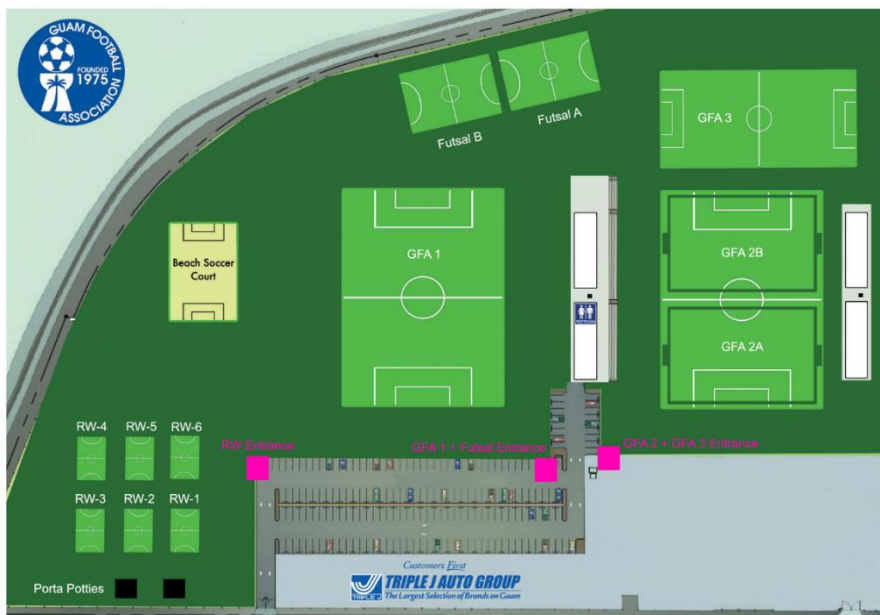 GUAM FOOTBALL
FOUNDED
1975
ASSOCIATION
Futsal B
Futsal A
GFA 3
GFA 1
GFA 2B
GFA 2A
Beach Soccer
Court
RW-4
RW-5
RW-6
RW-3
RW-2
RW-1
RW Entrance
GFA 1 + Futsal Entrance
GFA 2 + GFA 3 Entrance
Porta Potties
Customers First
TRIPLE J
TRIPLE J AUTO GROUP
The Largest Selection of Brands on Guam